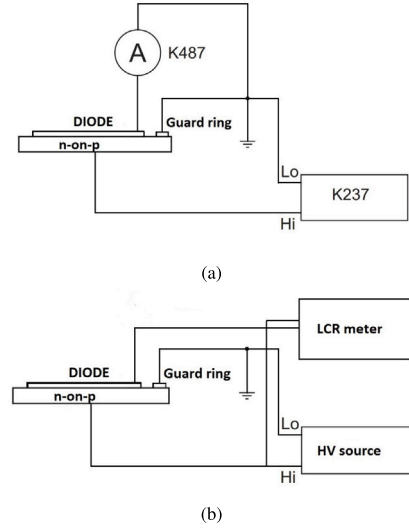 A
K487
DIODE
Guard ring
n-on-p
Lo
K237
Hi
(a)
LCR meter
DIODE
Guard ring
n-on-p
Lo
HV source
Hi
(b)